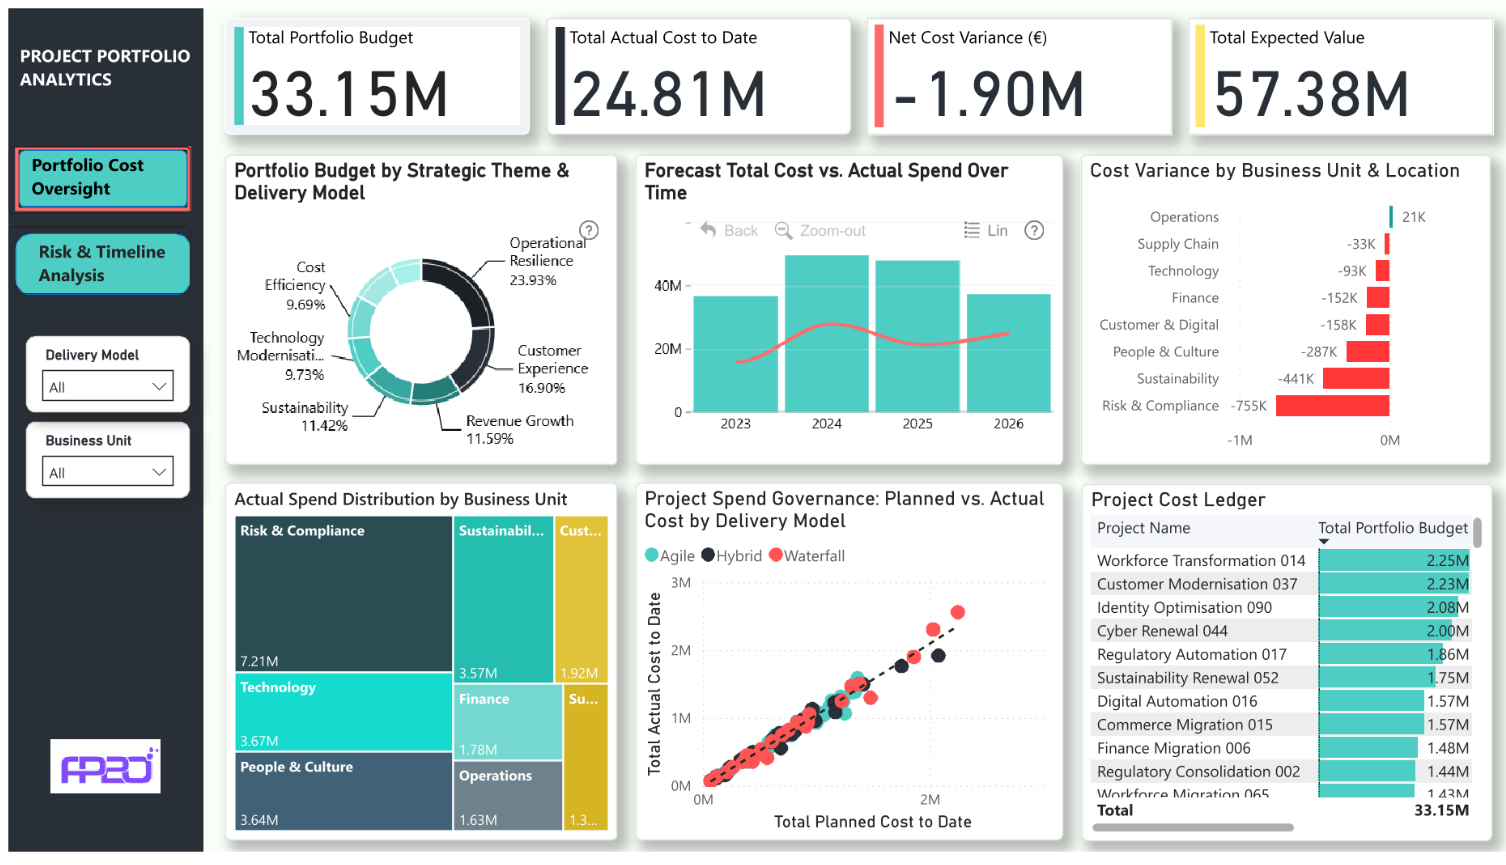 PROJECT PORTFOLIO
ANALYTICS
Portfolio Cost
Oversight
Risk & Timeline
Analysis
Delivery Model
All
Business Unit
All
FP20
Total Portfolio Budget
33.15M
Total Actual Cost to Date
24.81M
Net Cost Variance (€)
-1.90M
Total Expected Value
57.38M
Portfolio Budget by Strategic Theme &
Delivery Model
?
Operational
Resilience
23.93%
Customer
Experience
16.90%
Revenue Growth
11.59%
Sustainability
11.42%
Technology
Modernisati...
9.73%
Cost
Efficiency
9.69%
Forecast Total Cost vs. Actual Spend Over
Time
Back
Zoom-out
Lin
?
40M
20M
0
2023
2024
2025
2026
Cost Variance by Business Unit & Location
Operations 21K
Supply Chain -33K
Technology -93K
Finance -152K
Customer & Digital -158K
People & Culture -287K
Sustainability -441K
Risk & Compliance -755K
-1M 0M
Actual Spend Distribution by Business Unit
Risk & Compliance
7.21M
Technology
3.67M
People & Culture
3.64M
Sustainabil...
3.57M
Finance
1.78M
Operations
1.63M
Cust...
1.92M
Su...
1.3...
Project Spend Governance: Planned vs. Actual
Cost by Delivery Model
Agile Hybrid Waterfall
Total Actual Cost to Date
3M
2M
1M
0M
0M 2M
Total Planned Cost to Date
Project Cost Ledger
Project Name Total Portfolio Budget
Workforce Transformation 014 2.25M
Customer Modernisation 037 2.23M
Identity Optimisation 090 2.08M
Cyber Renewal 044 2.00M
Regulatory Automation 017 1.86M
Sustainability Renewal 052 1.75M
Digital Automation 016 1.57M
Commerce Migration 015 1.57M
Finance Migration 006 1.48M
Regulatory Consolidation 002 1.44M
Workforce Migration 065 1.43M
Total 33.15M